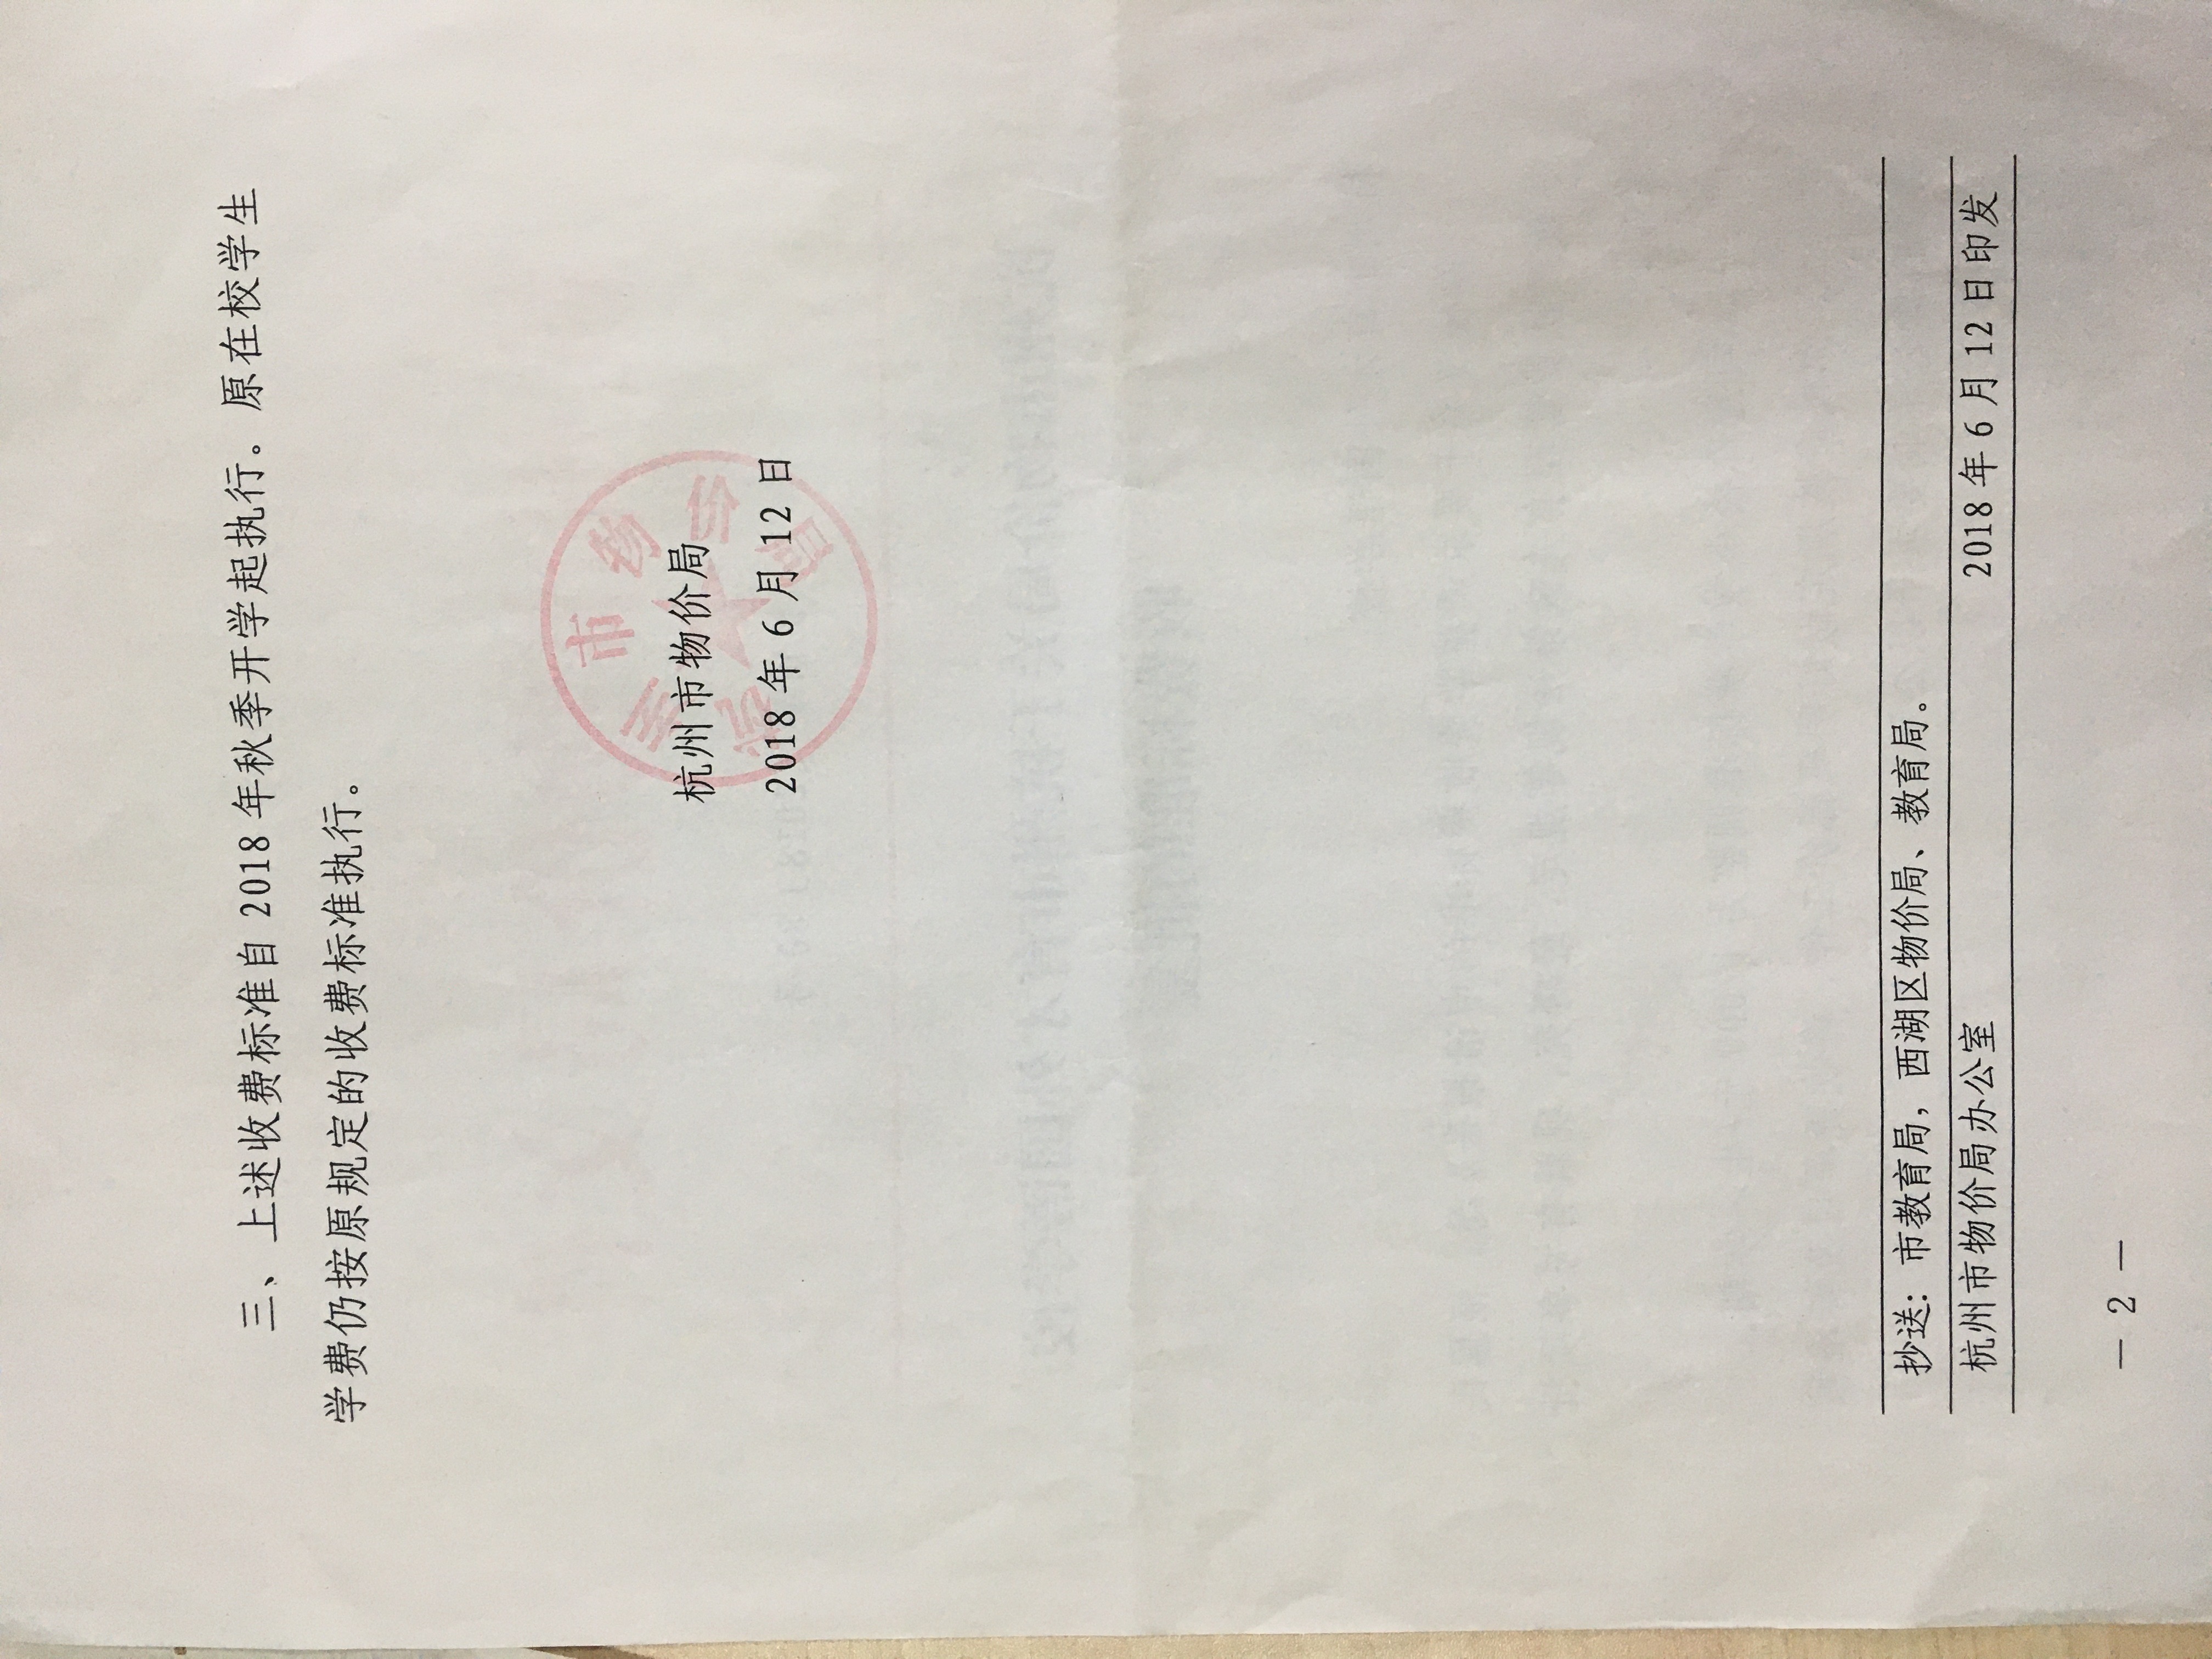 三、上述收费标准自 2018 年秋季开学起执行。原在校学生
学费仍按原规定的收费标准执行。
杭州市物价局
2018 年 6 月 12 日
抄送：市教育局，西湖区物价局、教育局。
杭州市物价局办公室 2018 年 6 月 12 日印发
— 2 —